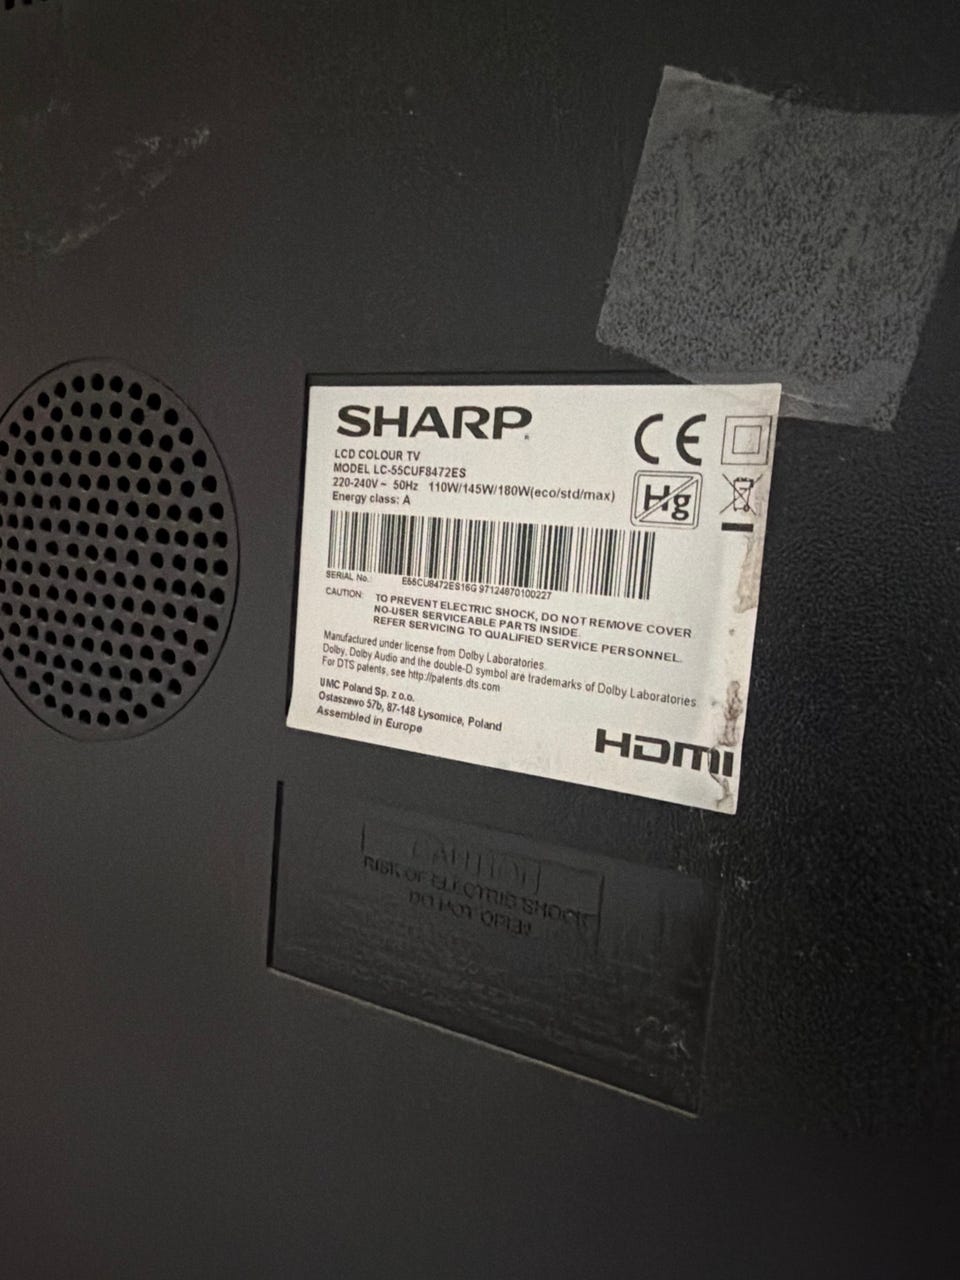 SHARP
LCD COLOUR TV
MODEL LC-55CUF8472ES
220-240V ~ 50Hz 110W/145W/180W(eco/std/max)
Energy class: A
CE
Hg
SERIAL No.: E55CU8472ES16G 97124870100227
CAUTION: TO PREVENT ELECTRIC SHOCK, DO NOT REMOVE COVER
NO-USER SERVICEABLE PARTS INSIDE.
REFER SERVICING TO QUALIFIED SERVICE PERSONNEL.
Manufactured under license from Dolby Laboratories.
Dolby, Dolby Audio and the double-D symbol are trademarks of Dolby Laboratories.
For DTS patents, see http://patents.dts.com
UMC Poland Sp. z o.o.
Ostaszewo 57b, 87-148 Lysomice, Poland
Assembled in Europe
HDMI
CAUTION
RISK OF ELECTRIC SHOCK
DO NOT OPEN